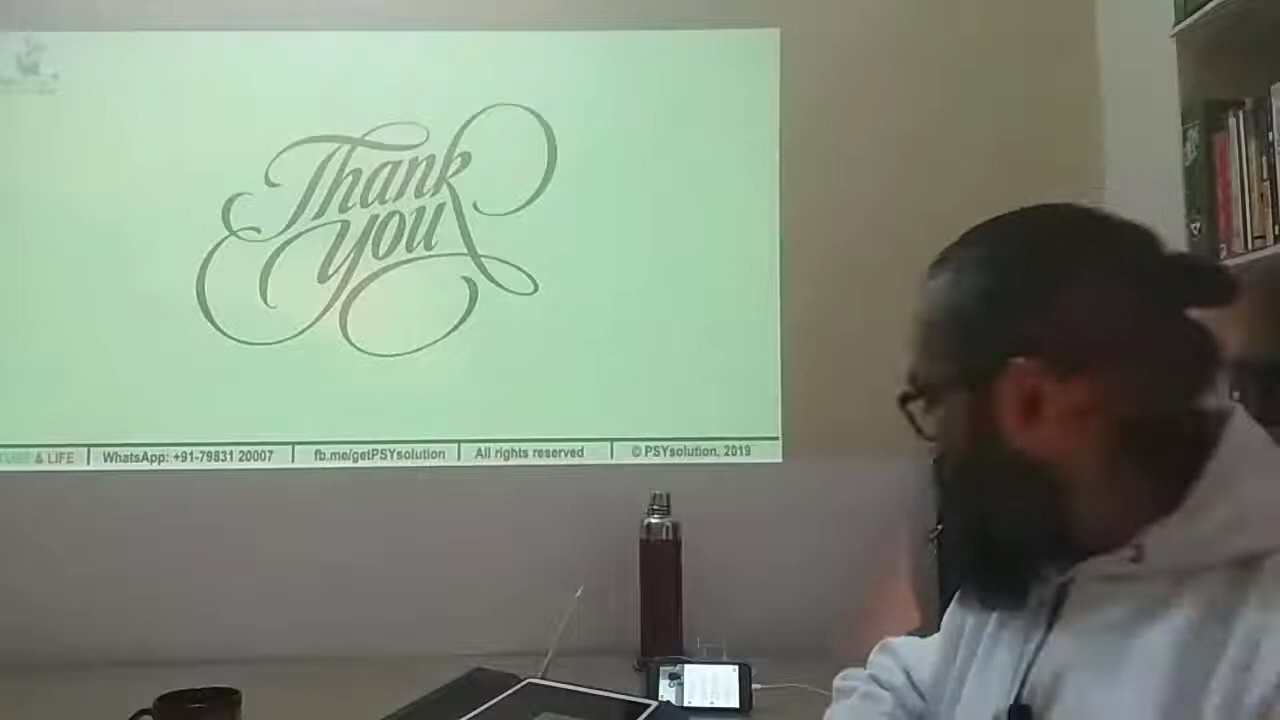 Thank
You
& LIFE | WhatsApp: +91-79831 20007 | fb.me/getPSYsolution | All rights reserved | © PSYsolution, 2019